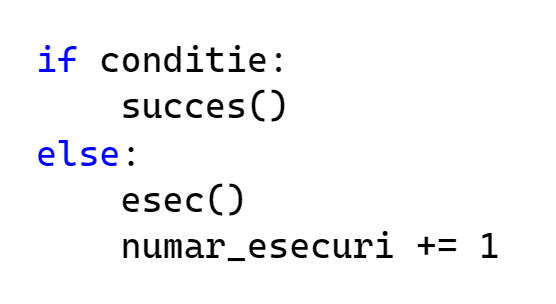 if conditie:
    succes()
else:
    esec()
    numar_esecuri += 1